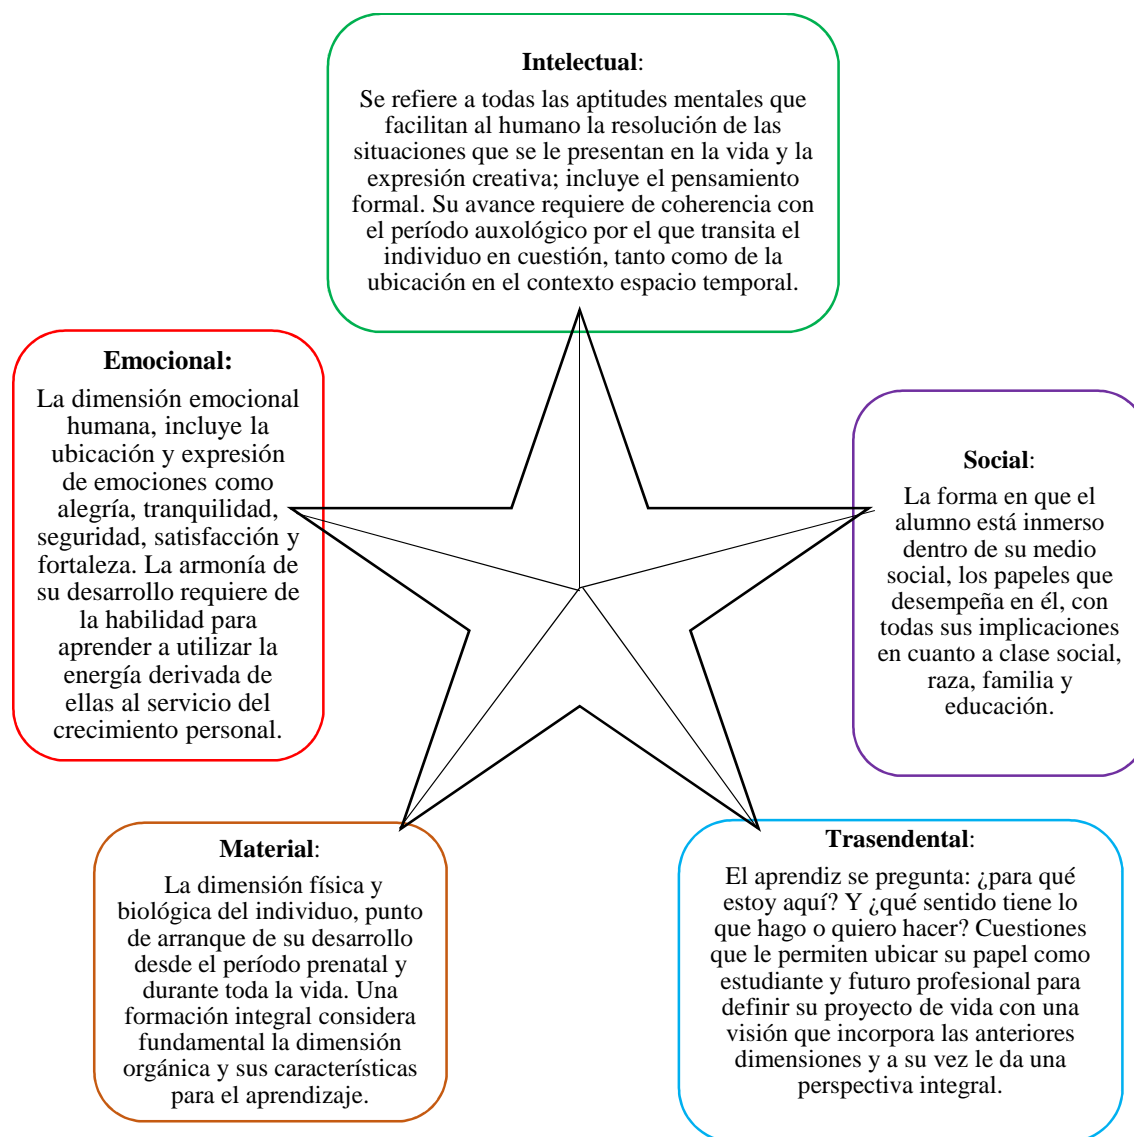 Intelectual:
Se refiere a todas las aptitudes mentales que
facilitan al humano la resolución de las
situaciones que se le presentan en la vida y la
expresión creativa; incluye el pensamiento
formal. Su avance requiere de coherencia con
el período auxológico por el que transita el
individuo en cuestión, tanto como de la
ubicación en el contexto espacio temporal.
Emocional:
La dimensión emocional
humana, incluye la
ubicación y expresión
de emociones como
alegría, tranquilidad,
seguridad, satisfacción y
fortaleza. La armonía de
su desarrollo requiere de
la habilidad para
aprender a utilizar la
energía derivada de
ellas al servicio del
crecimiento personal.
Social:
La forma en que el
alumno está inmerso
dentro de su medio
social, los papeles que
desempeña en él, con
todas sus implicaciones
en cuanto a clase social,
raza, familia y
educación.
Material:
La dimensión física y
biológica del individuo, punto
de arranque de su desarrollo
desde el período prenatal y
durante toda la vida. Una
formación integral considera
fundamental la dimensión
orgánica y sus características
para el aprendizaje.
Trasendental:
El aprendiz se pregunta: ¿para qué
estoy aquí? Y ¿qué sentido tiene lo
que hago o quiero hacer? Cuestiones
que le permiten ubicar su papel como
estudiante y futuro profesional para
definir su proyecto de vida con una
visión que incorpora las anteriores
dimensiones y a su vez le da una
perspectiva integral.